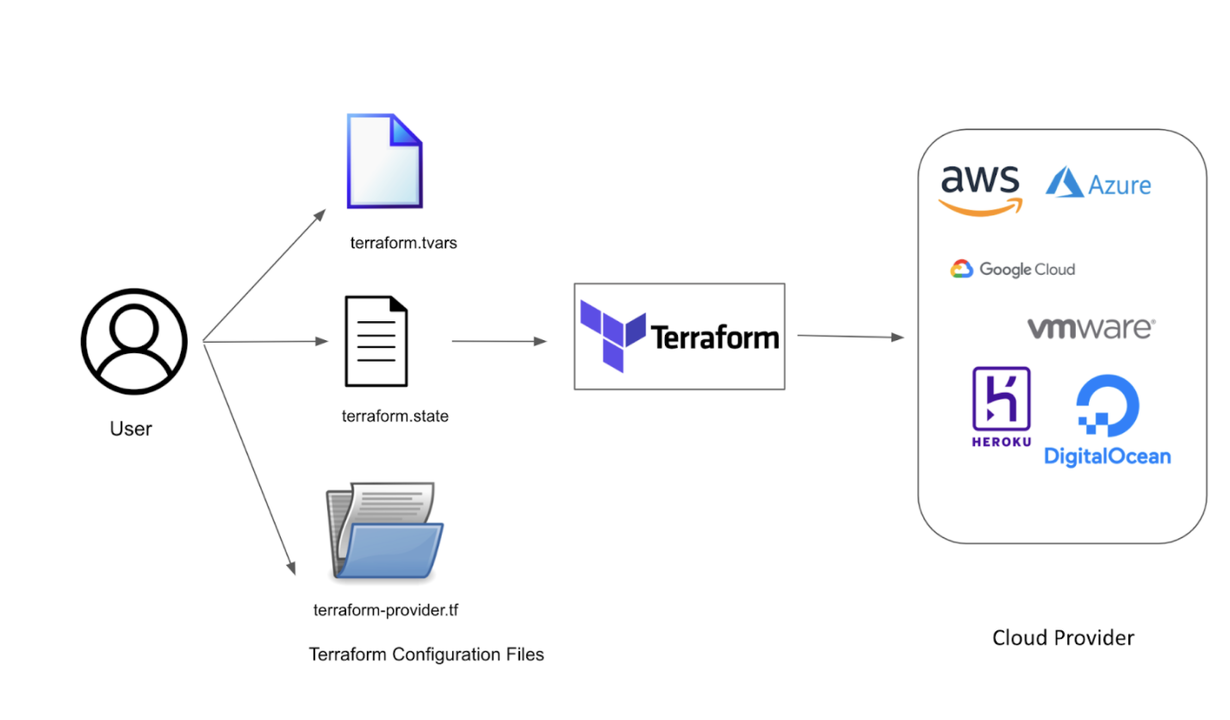 terraform.tvars
User
terraform.state
terraform-provider.tf
Terraform Configuration Files
Terraform
aws
Azure
Google Cloud
vmware®
HEROKU
DigitalOcean
Cloud Provider